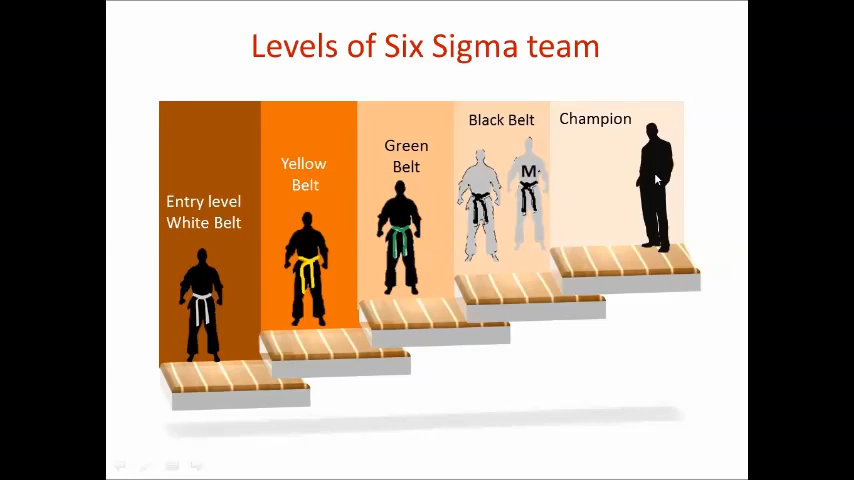 Levels of Six Sigma team
Entry level
White Belt
Yellow
Belt
Green
Belt
Black Belt
M
Champion